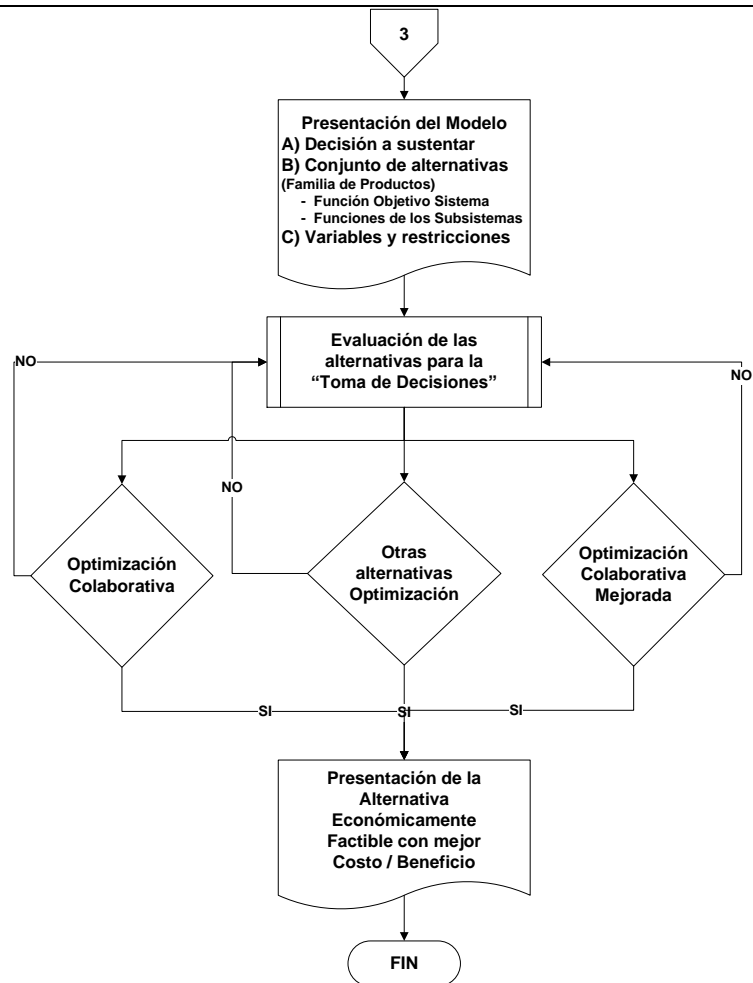 3
Presentación del Modelo
A) Decisión a sustentar
B) Conjunto de alternativas
(Familia de Productos)
- Función Objetivo Sistema
- Funciones de los Subsistemas
C) Variables y restricciones
Evaluación de las
alternativas para la
“Toma de Decisiones”
NO
NO
NO
Optimización
Colaborativa
Otras
alternativas
Optimización
Optimización
Colaborativa
Mejorada
SI
SI
SI
Presentación de la
Alternativa
Económicamente
Factible con mejor
Costo / Beneficio
FIN